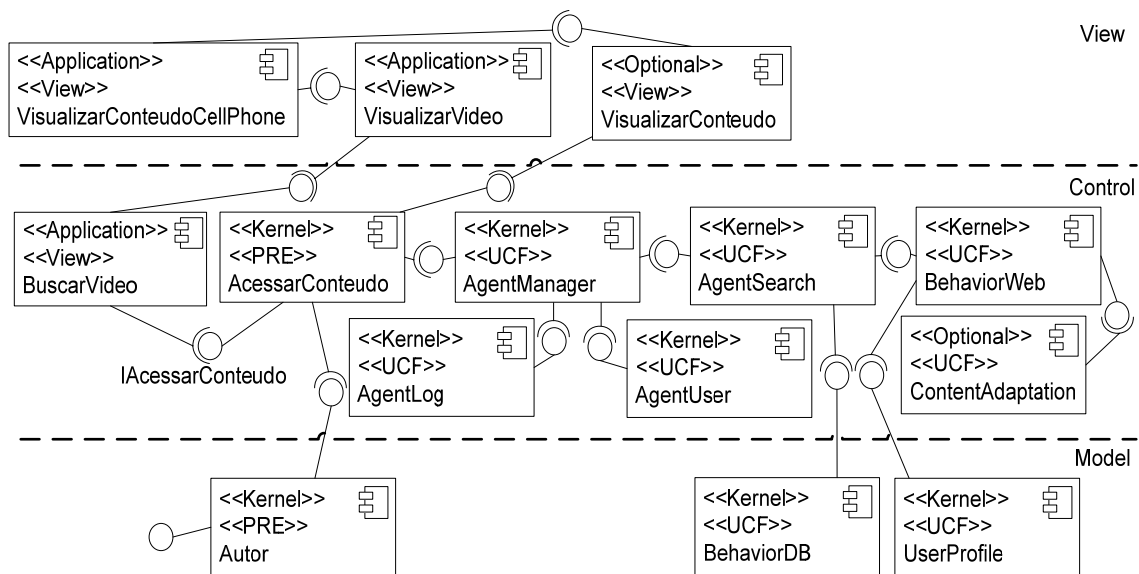 View
<<Application>>
<<View>>
VisualizarConteudoCellPhone
<<Application>>
<<View>>
VisualizarVideo
<<Optional>>
<<View>>
VisualizarConteudo
Control
<<Application>>
<<View>>
BuscarVideo
<<Kernel>>
<<PRE>>
AcessarConteudo
<<Kernel>>
<<UCF>>
AgentManager
<<Kernel>>
<<UCF>>
AgentSearch
<<Kernel>>
<<UCF>>
BehaviorWeb
IAcessarConteudo
<<Kernel>>
<<UCF>>
AgentLog
<<Kernel>>
<<UCF>>
AgentUser
<<Optional>>
<<UCF>>
ContentAdaptation
Model
<<Kernel>>
<<PRE>>
Autor
<<Kernel>>
<<UCF>>
BehaviorDB
<<Kernel>>
<<UCF>>
UserProfile